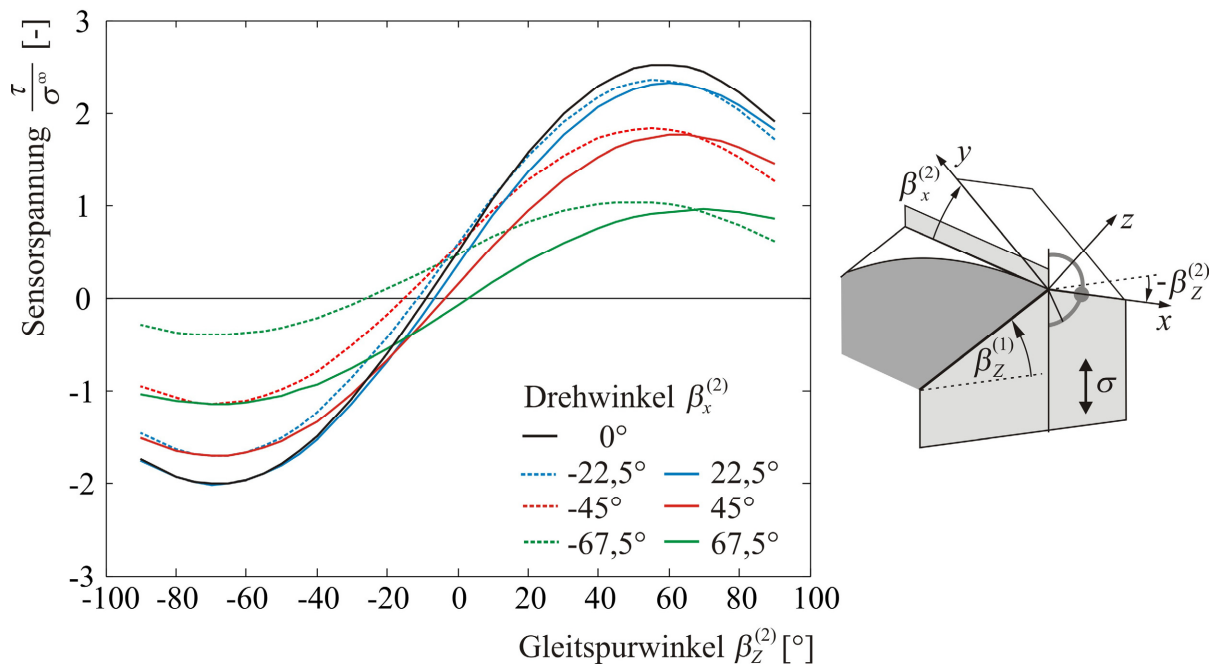 Sensorspannung τ/σ^∞ [-]
3
2
1
0
-1
-2
-3
-100 -80 -60 -40 -20 0 20 40 60 80 100
Gleitspurwinkel β_Z^(2) [°]
Drehwinkel β_x^(2)
0°
-22,5° 22,5°
-45° 45°
-67,5° 67,5°
y
β_x^(2)
z
-β_Z^(2)
x
β_Z^(1)
σ